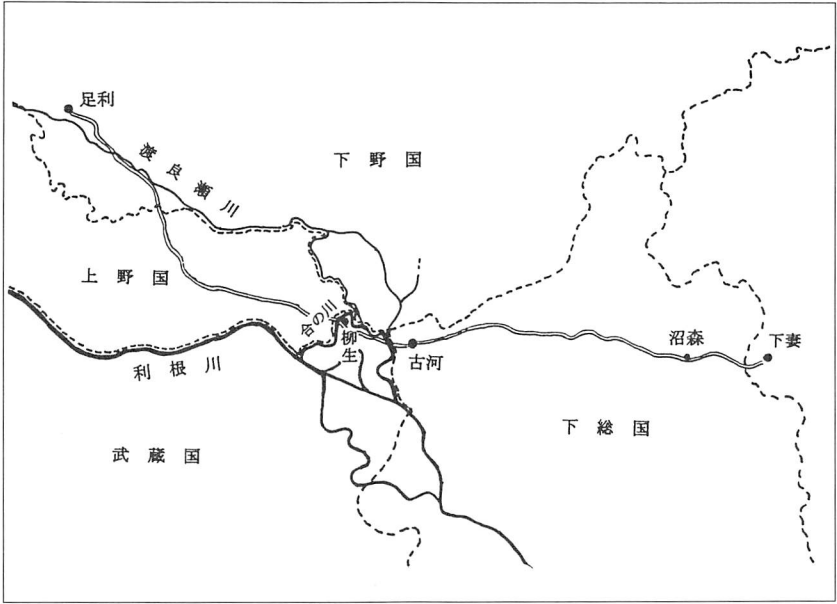 足利
渡良瀬川
下野国
上野国
合の川
柳生
古河
沼森
下妻
利根川
下総国
武蔵国